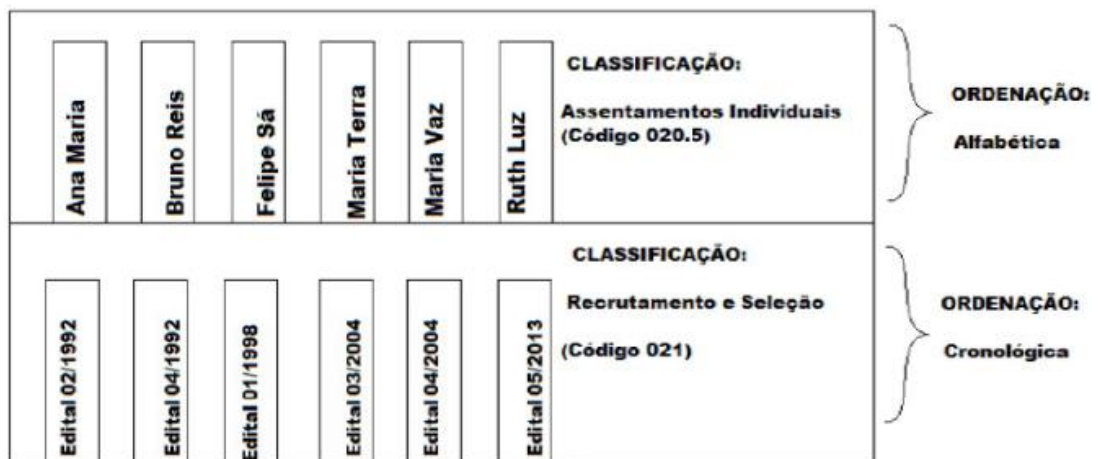 Ana Maria
Bruno Reis
Felipe Sá
Maria Terra
Maria Vaz
Ruth Luz
CLASSIFICAÇÃO:
Assentamentos Individuais
(Código 020.5)
ORDENAÇÃO:
Alfabética
Edital 02/1992
Edital 04/1992
Edital 01/1998
Edital 03/2004
Edital 04/2004
Edital 05/2013
CLASSIFICAÇÃO:
Recrutamento e Seleção
(Código 021)
ORDENAÇÃO:
Cronológica